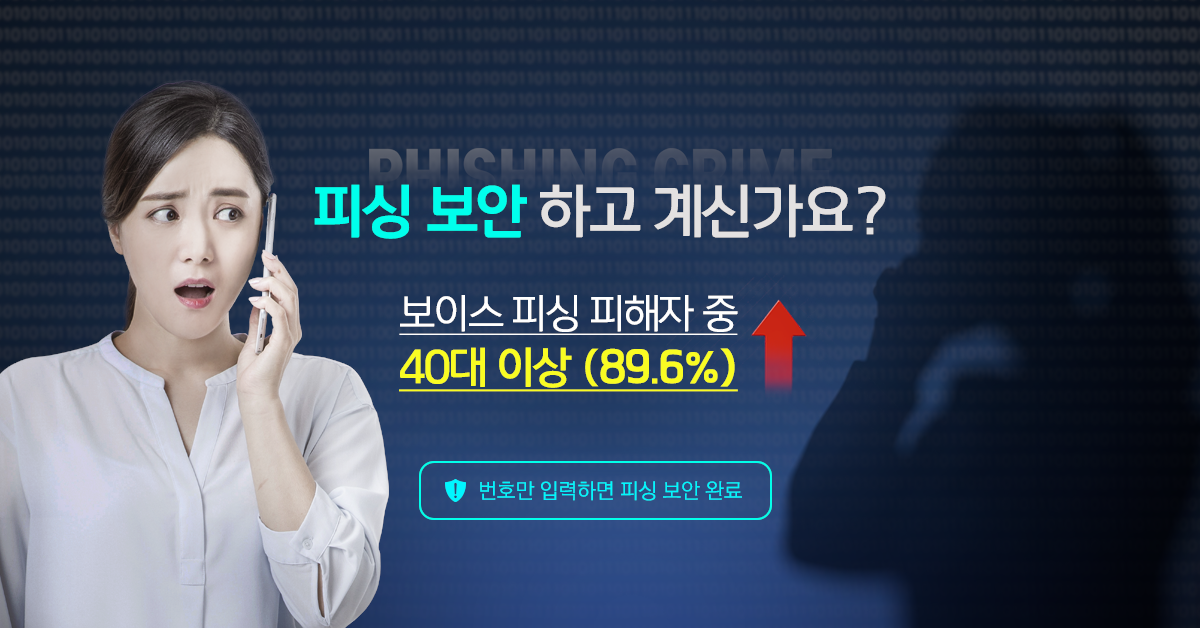 PHISHING CRIME
피싱 보안 하고 계신가요?
보이스 피싱 피해자 중
40대 이상 (89.6%)
번호만 입력하면 피싱 보안 완료